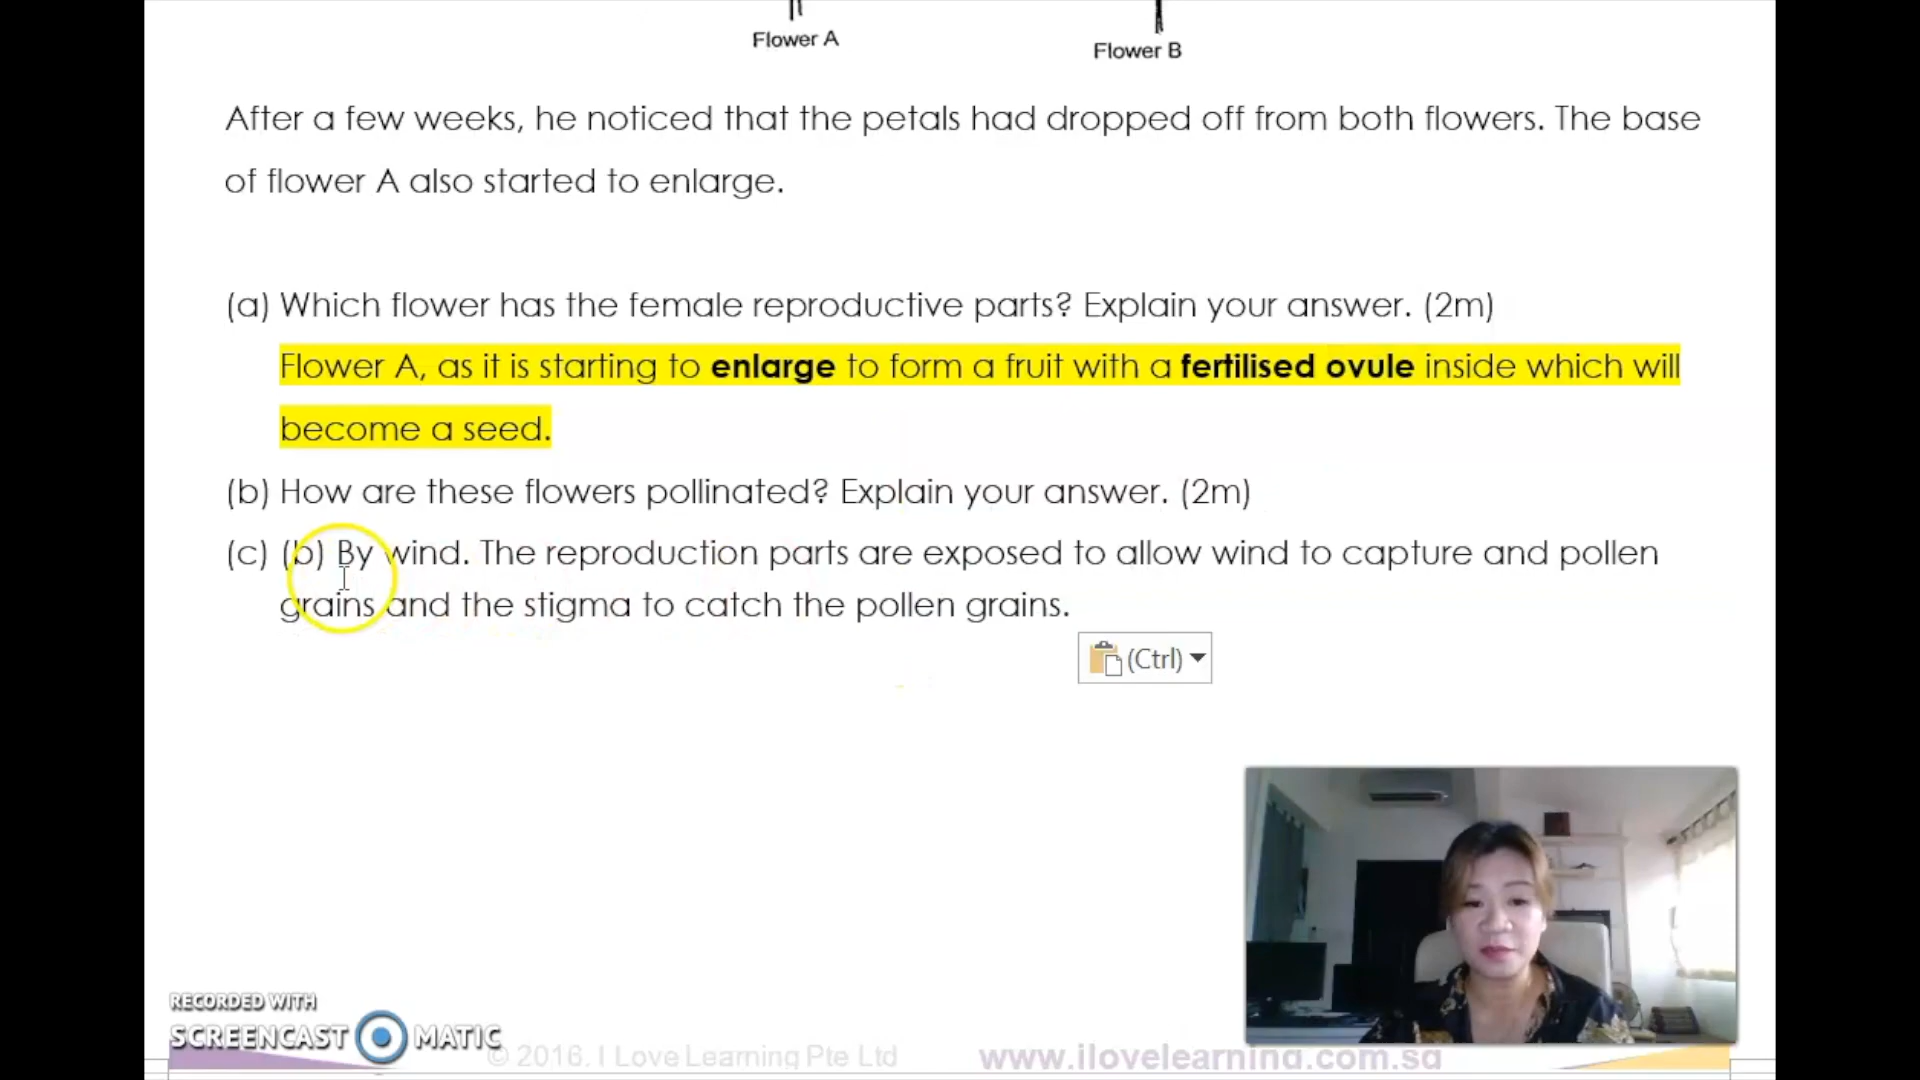 Flower A
Flower B
After a few weeks, he noticed that the petals had dropped off from both flowers. The base
of flower A also started to enlarge.
(a) Which flower has the female reproductive parts? Explain your answer. (2m)
Flower A, as it is starting to enlarge to form a fruit with a fertilised ovule inside which will
become a seed.
(b) How are these flowers pollinated? Explain your answer. (2m)
(c) (b) By wind. The reproduction parts are exposed to allow wind to capture and pollen
grains and the stigma to catch the pollen grains.
(Ctrl)
RECORDED WITH
SCREENCAST MATIC
© 2016. I Love Learning Pte Ltd
www.ilovelearning.com.sg